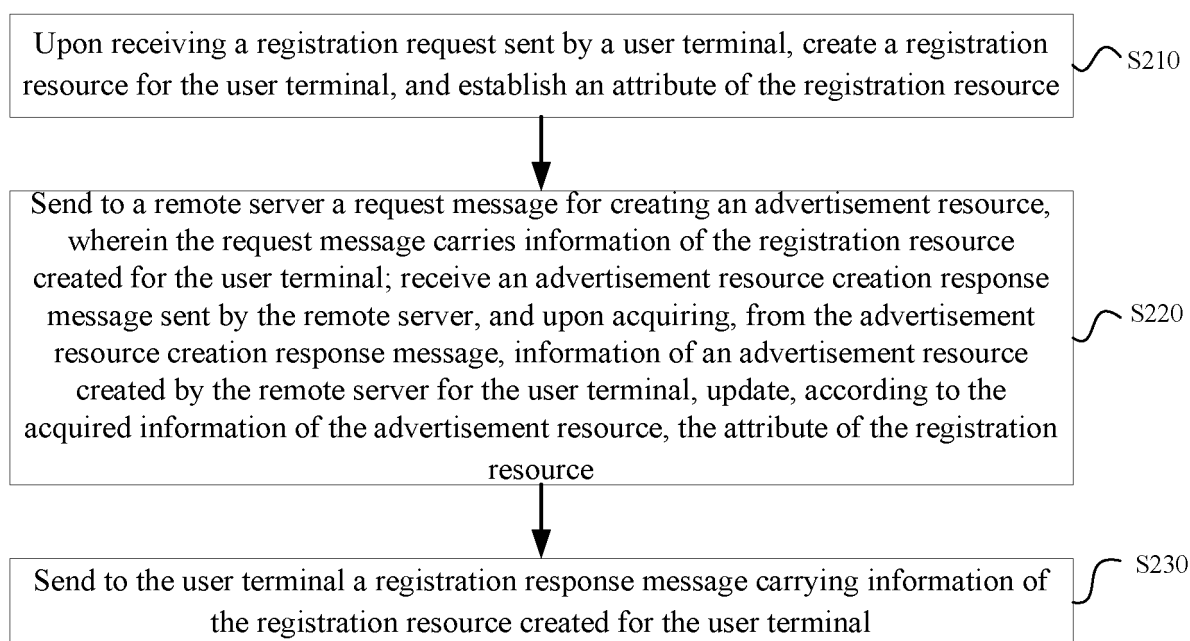 Upon receiving a registration request sent by a user terminal, create a registration
resource for the user terminal, and establish an attribute of the registration resource
S210
Send to a remote server a request message for creating an advertisement resource,
wherein the request message carries information of the registration resource
created for the user terminal; receive an advertisement resource creation response
message sent by the remote server, and upon acquiring, from the advertisement
resource creation response message, information of an advertisement resource
created by the remote server for the user terminal, update, according to the
acquired information of the advertisement resource, the attribute of the registration
resource
S220
Send to the user terminal a registration response message carrying information of
the registration resource created for the user terminal
S230